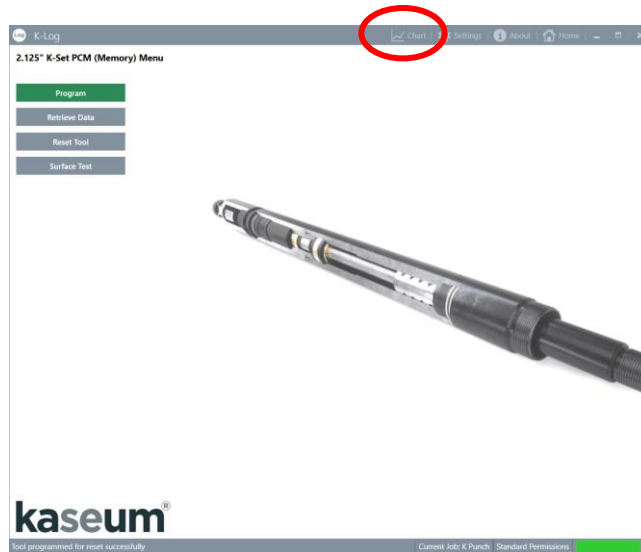 Log K-Log Chart | Settings | About | Home |
2.125" K-Set PCM (Memory) Menu
Program
Retrieve Data
Reset Tool
Surface Test
kaseum®
Tool programmed for reset successfully Current Job: K Punch Standard Permissions